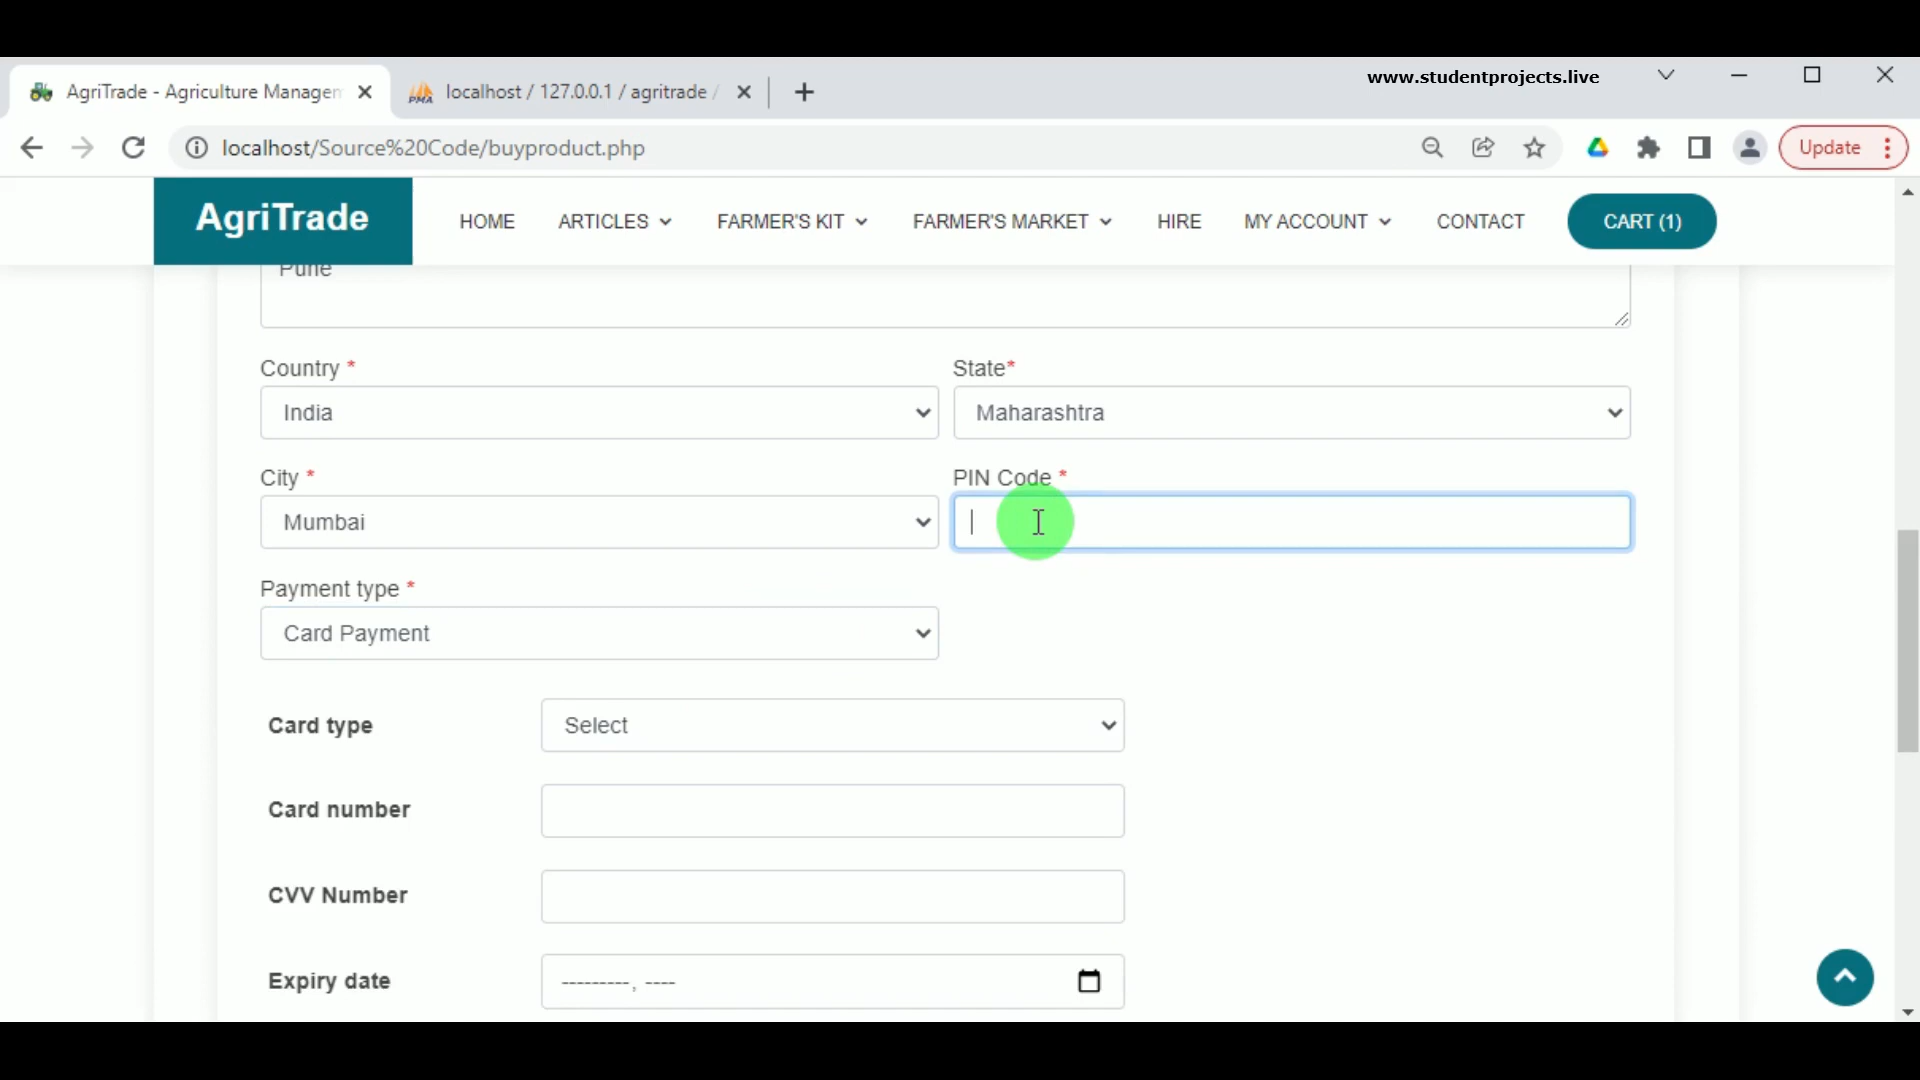 www.studentprojects.live
AgriTrade - Agriculture Managem
PMA localhost / 127.0.0.1 / agritrade /
localhost/Source%20Code/buyproduct.php
Update
AgriTrade
HOME ARTICLES FARMER'S KIT FARMER'S MARKET HIRE MY ACCOUNT CONTACT CART (1)
Pune
Country * State*
India Maharashtra
City * PIN Code *
Mumbai
Payment type *
Card Payment
Card type Select
Card number
CVV Number
Expiry date ---------, ----